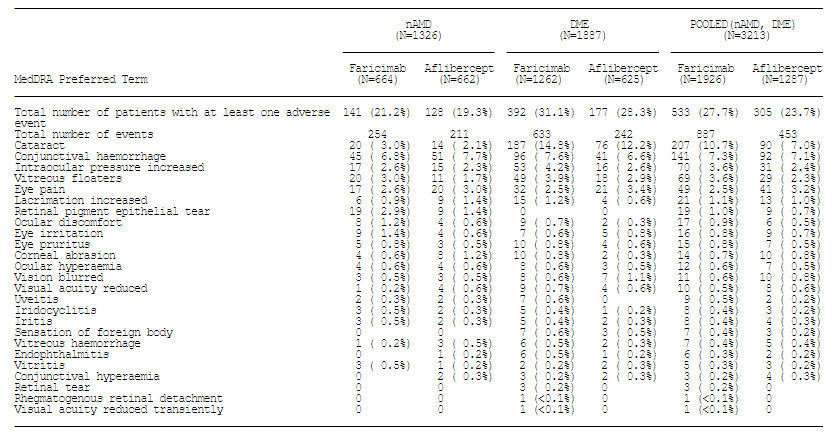 nAMD DME POOLED(nAMD, DME)
(N=1326) (N=1887) (N=3213)
Faricimab Aflibercept Faricimab Aflibercept Faricimab Aflibercept
MedDRA Preferred Term (N=664) (N=662) (N=1262) (N=625) (N=1926) (N=1287)
Total number of patients with at least one adverse 141 (21.2%) 128 (19.3%) 392 (31.1%) 177 (28.3%) 533 (27.7%) 305 (23.7%)
event
Total number of events 254 211 633 242 887 453
Cataract 20 ( 3.0%) 14 ( 2.1%) 187 (14.8%) 76 (12.2%) 207 (10.7%) 90 ( 7.0%)
Conjunctival haemorrhage 45 ( 6.8%) 51 ( 7.7%) 96 ( 7.6%) 41 ( 6.6%) 141 ( 7.3%) 92 ( 7.1%)
Intraocular pressure increased 17 ( 2.6%) 15 ( 2.3%) 53 ( 4.2%) 16 ( 2.6%) 70 ( 3.6%) 31 ( 2.4%)
Vitreous floaters 20 ( 3.0%) 11 ( 1.7%) 49 ( 3.9%) 18 ( 2.9%) 69 ( 3.6%) 29 ( 2.3%)
Eye pain 17 ( 2.6%) 20 ( 3.0%) 32 ( 2.5%) 21 ( 3.4%) 49 ( 2.5%) 41 ( 3.2%)
Lacrimation increased 6 ( 0.9%) 9 ( 1.4%) 15 ( 1.2%) 4 ( 0.6%) 21 ( 1.1%) 13 ( 1.0%)
Retinal pigment epithelial tear 19 ( 2.9%) 9 ( 1.4%) 0 0 19 ( 1.0%) 9 ( 0.7%)
Ocular discomfort 8 ( 1.2%) 4 ( 0.6%) 9 ( 0.7%) 2 ( 0.3%) 17 ( 0.9%) 6 ( 0.5%)
Eye irritation 9 ( 1.4%) 4 ( 0.6%) 7 ( 0.6%) 5 ( 0.8%) 16 ( 0.8%) 9 ( 0.7%)
Eye pruritus 5 ( 0.8%) 3 ( 0.5%) 10 ( 0.8%) 4 ( 0.6%) 15 ( 0.8%) 7 ( 0.5%)
Corneal abrasion 4 ( 0.6%) 8 ( 1.2%) 10 ( 0.8%) 2 ( 0.3%) 14 ( 0.7%) 10 ( 0.8%)
Ocular hyperaemia 4 ( 0.6%) 4 ( 0.6%) 8 ( 0.6%) 3 ( 0.5%) 12 ( 0.6%) 7 ( 0.5%)
Vision blurred 3 ( 0.5%) 3 ( 0.5%) 8 ( 0.6%) 7 ( 1.1%) 11 ( 0.6%) 10 ( 0.8%)
Visual acuity reduced 1 ( 0.2%) 4 ( 0.6%) 9 ( 0.7%) 4 ( 0.6%) 10 ( 0.5%) 8 ( 0.6%)
Uveitis 2 ( 0.3%) 2 ( 0.3%) 7 ( 0.6%) 0 9 ( 0.5%) 2 ( 0.2%)
Iridocyclitis 3 ( 0.5%) 2 ( 0.3%) 5 ( 0.4%) 1 ( 0.2%) 8 ( 0.4%) 3 ( 0.2%)
Iritis 3 ( 0.5%) 2 ( 0.3%) 5 ( 0.4%) 2 ( 0.3%) 8 ( 0.4%) 4 ( 0.3%)
Sensation of foreign body 0 0 7 ( 0.6%) 3 ( 0.5%) 7 ( 0.4%) 3 ( 0.2%)
Vitreous haemorrhage 1 ( 0.2%) 3 ( 0.5%) 6 ( 0.5%) 2 ( 0.3%) 7 ( 0.4%) 5 ( 0.4%)
Endophthalmitis 0 1 ( 0.2%) 6 ( 0.5%) 1 ( 0.2%) 6 ( 0.3%) 2 ( 0.2%)
Vitritis 3 ( 0.5%) 1 ( 0.2%) 2 ( 0.2%) 2 ( 0.3%) 5 ( 0.3%) 3 ( 0.2%)
Conjunctival hyperaemia 0 2 ( 0.3%) 3 ( 0.2%) 2 ( 0.3%) 3 ( 0.2%) 4 ( 0.3%)
Retinal tear 0 0 3 ( 0.2%) 0 3 ( 0.2%) 0
Rhegmatogenous retinal detachment 0 0 1 (<0.1%) 0 1 (<0.1%) 0
Visual acuity reduced transiently 0 0 1 (<0.1%) 0 1 (<0.1%) 0